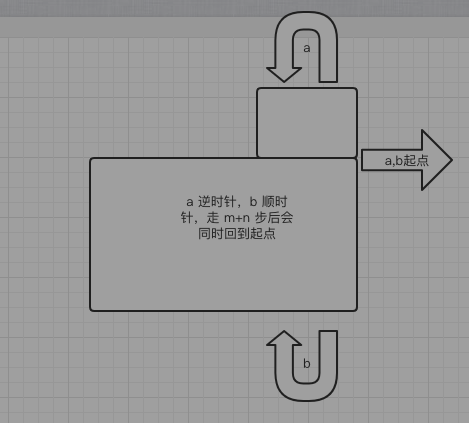 a
a,b起点
a 逆时针，b 顺时
针，走 m+n 步后会
同时回到起点
b